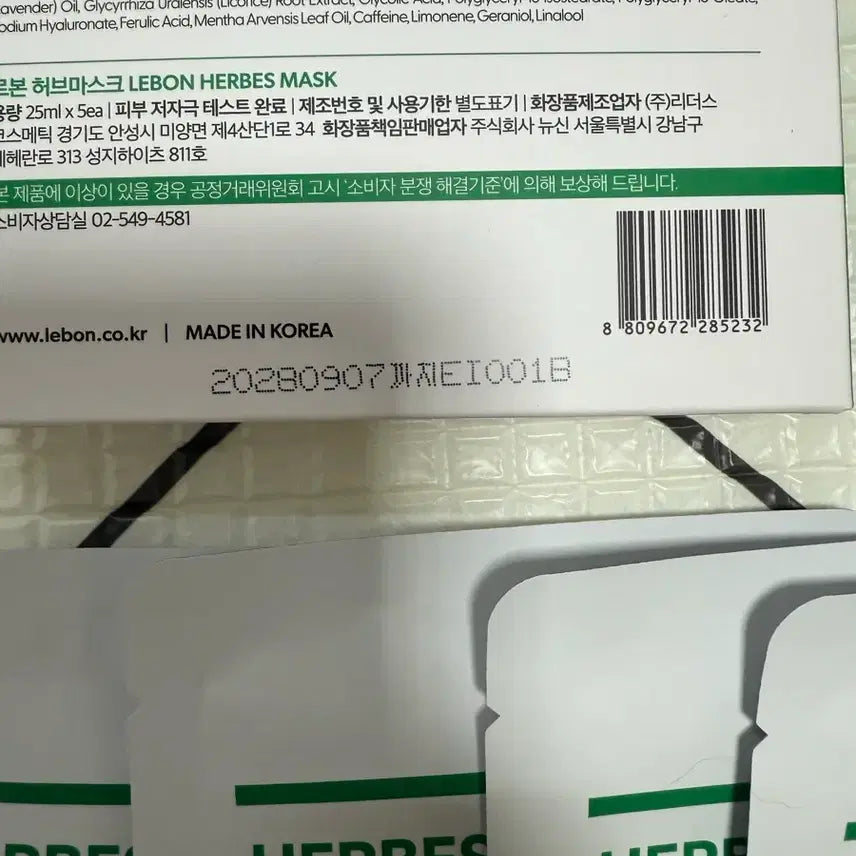 avender) Oil, Glycyrrhiza Uralensis (Licorice) Root Extract, Glycolic Acid, Polyglyceryl-10 Isostearate, Polyglyceryl-10 Oleate,
odium Hyaluronate, Ferulic Acid, Mentha Arvensis Leaf Oil, Caffeine, Limonene, Geraniol, Linalool
르본 허브마스크 LEBON HERBES MASK
용량 25ml x 5ea | 피부 저자극 테스트 완료 | 제조번호 및 사용기한 별도표기 | 화장품제조업자 (주)리더스
코스메틱 경기도 안성시 미양면 제4산단1로 34 화장품책임판매업자 주식회사 뉴신 서울특별시 강남구
테헤란로 313 성지하이츠 811호
본 제품에 이상이 있을 경우 공정거래위원회 고시 '소비자 분쟁 해결기준'에 의해 보상해 드립니다.
소비자상담실 02-549-4581
www.lebon.co.kr | MADE IN KOREA
8 809672 285232
20280907까지EI001B
HERBES